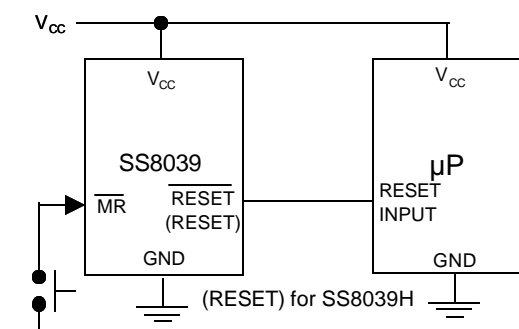 Vcc
Vcc
SS8039
MR
RESET
(RESET)
GND
Vcc
µP
RESET
INPUT
GND
(RESET) for SS8039H